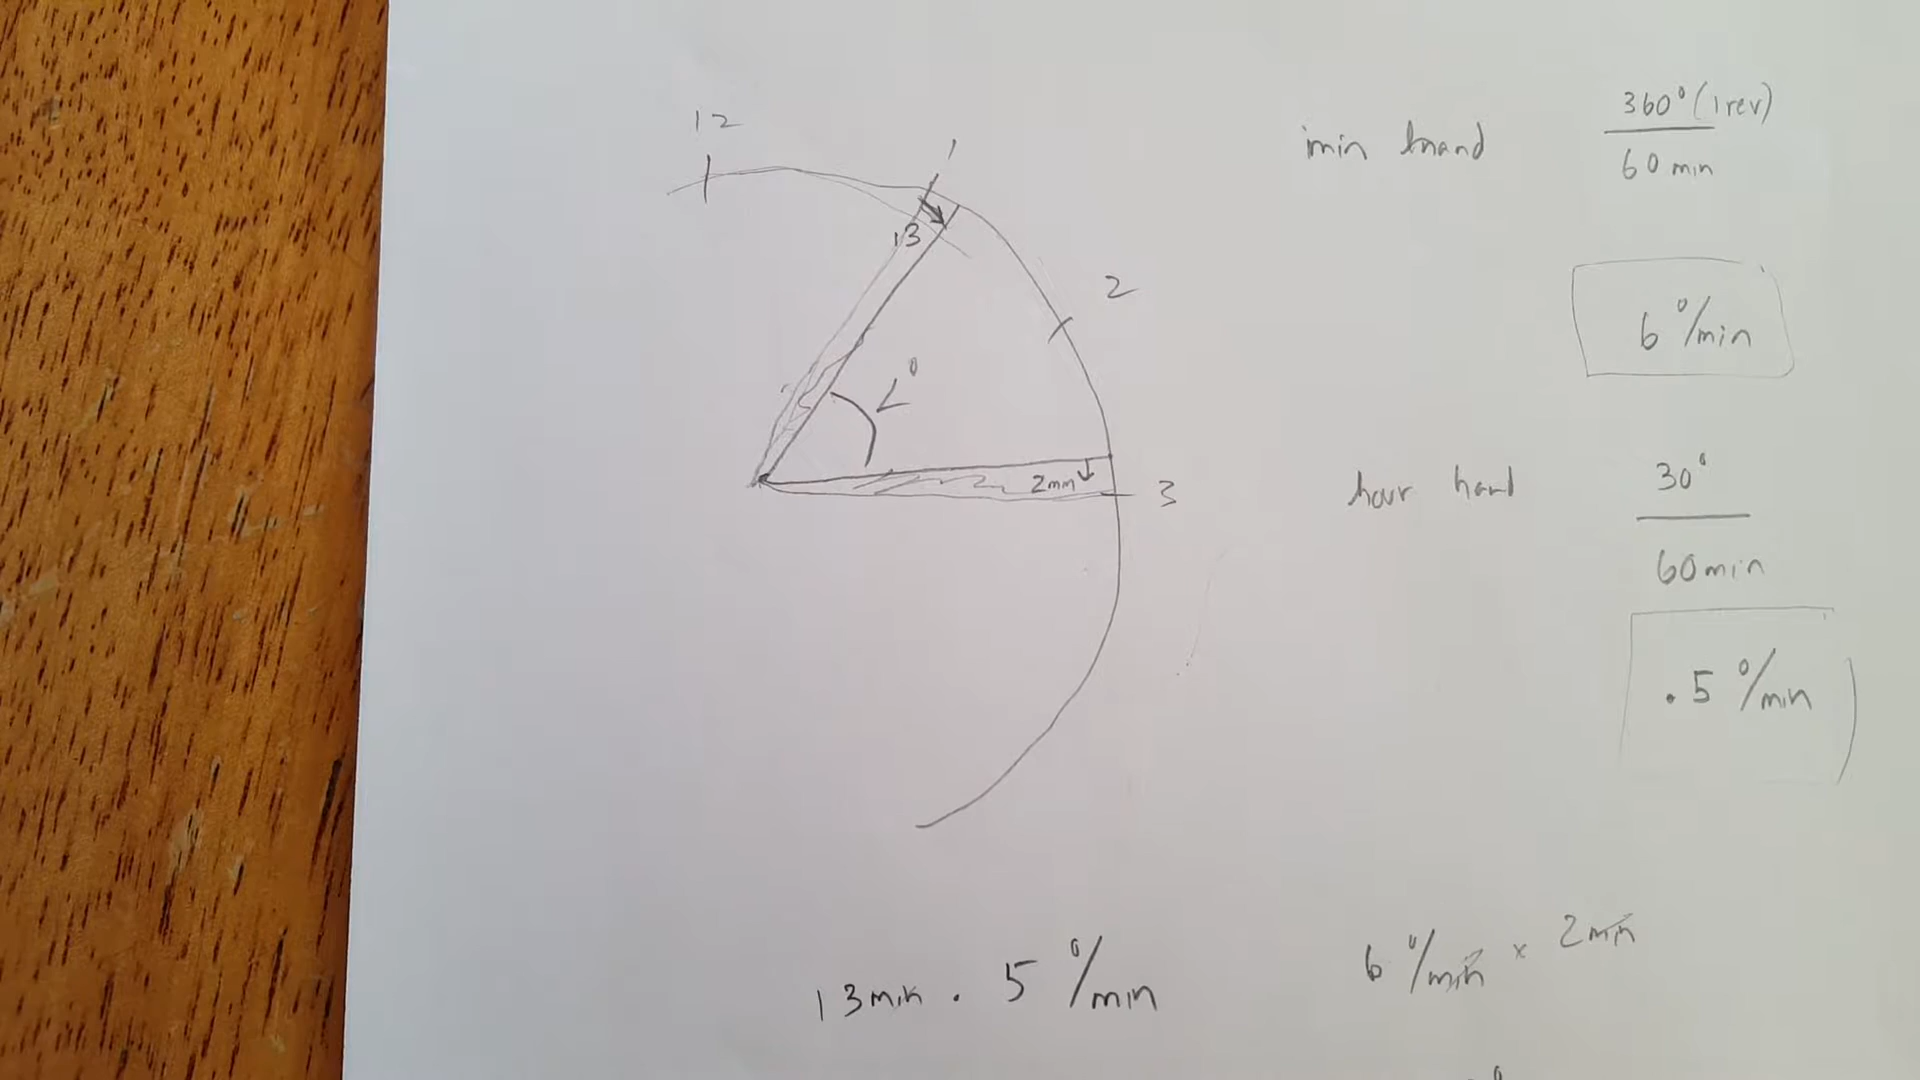 12
1
13
2
∠°
2min
3
min hand
360° (1 rev)
60 min
6 °/min
hour hand
30°
60 min
.5 °/min
13 min . 5 °/min
6 °/min × 2 min